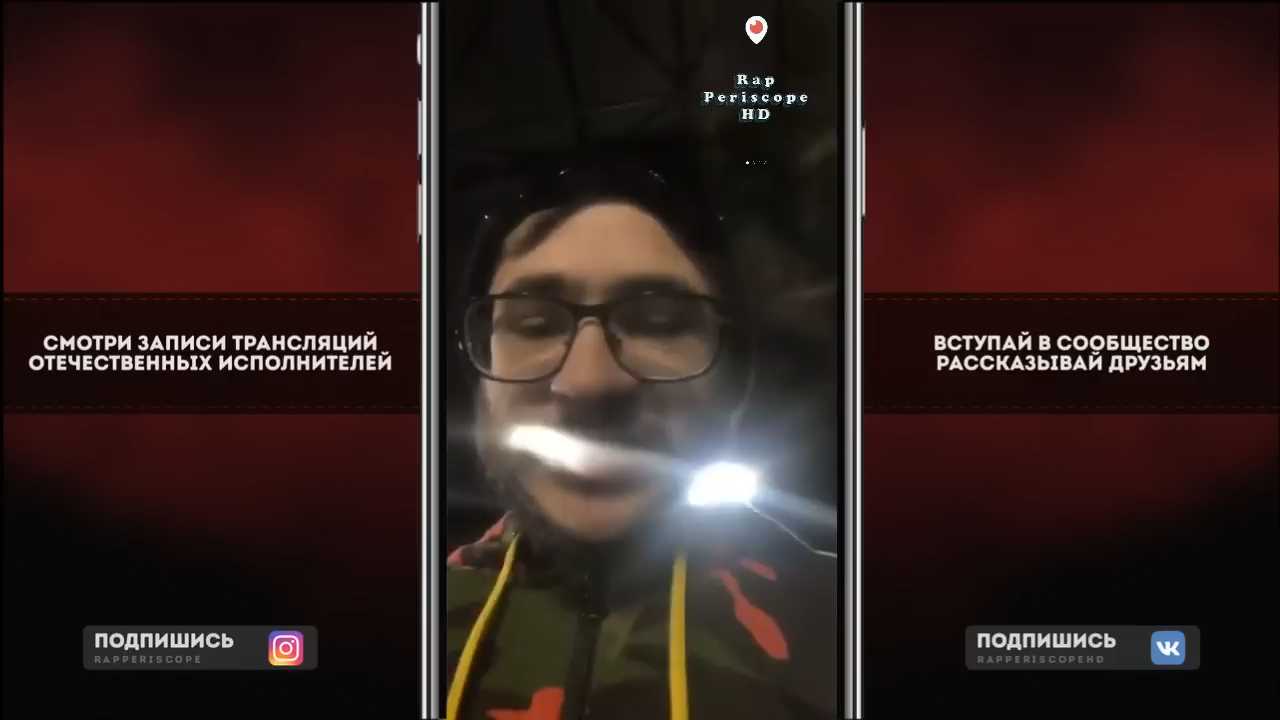 Rap
Periscope
HD
СМОТРИ ЗАПИСИ ТРАНСЛЯЦИЙ
ОТЕЧЕСТВЕННЫХ ИСПОЛНИТЕЛЕЙ
ВСТУПАЙ В СООБЩЕСТВО
РАССКАЗЫВАЙ ДРУЗЬЯМ
ПОДПИШИСЬ
RAPPERISCOPE
ПОДПИШИСЬ
RAPPERISCOPEHD